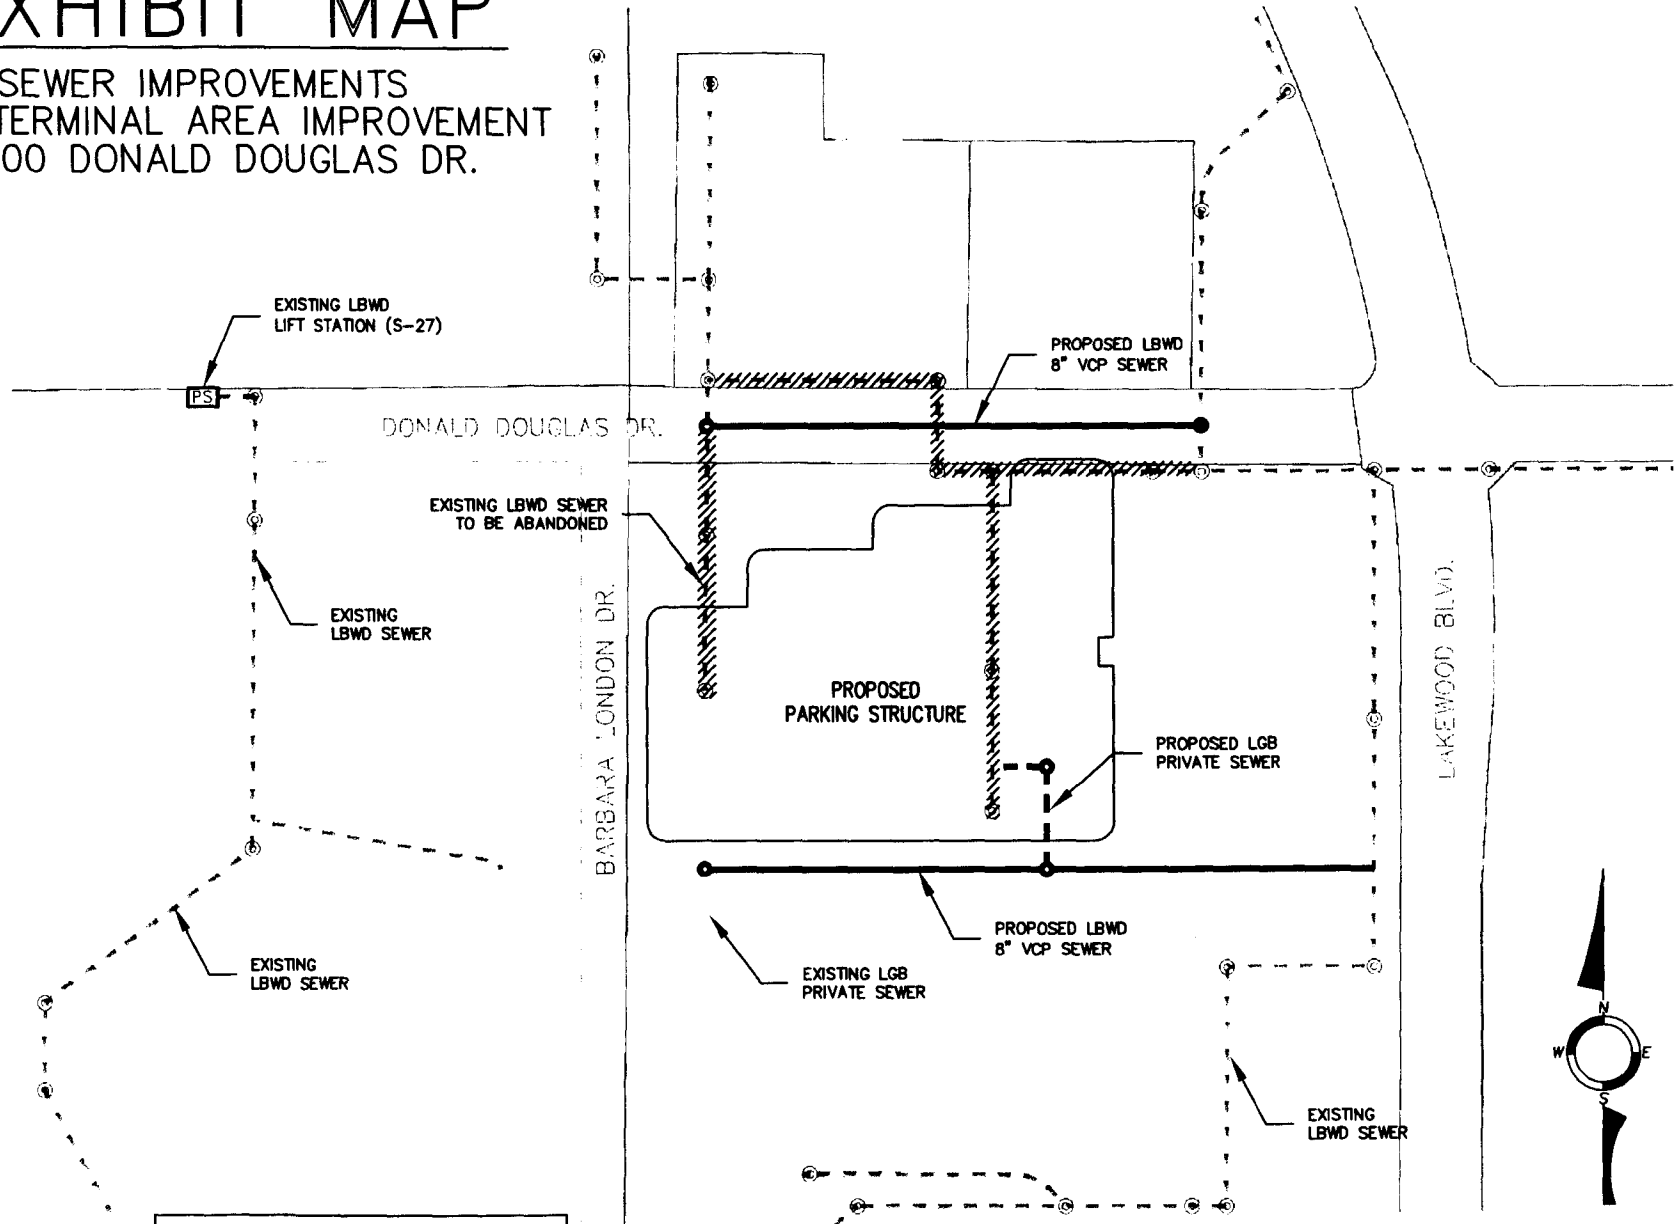 XHIBIT MAP
SEWER IMPROVEMENTS
TERMINAL AREA IMPROVEMENT
00 DONALD DOUGLAS DR.
EXISTING LBWD
LIFT STATION (S-27)
PS
PROPOSED LBWD
8" VCP SEWER
DONALD DOUGLAS DR.
EXISTING LBWD SEWER
TO BE ABANDONED
EXISTING
LBWD SEWER
BARBARA LONDON DR.
PROPOSED
PARKING STRUCTURE
PROPOSED LGB
PRIVATE SEWER
LAKEWOOD BLVD.
PROPOSED LBWD
8" VCP SEWER
EXISTING
LBWD SEWER
EXISTING LGB
PRIVATE SEWER
EXISTING
LBWD SEWER
N
W
E
S